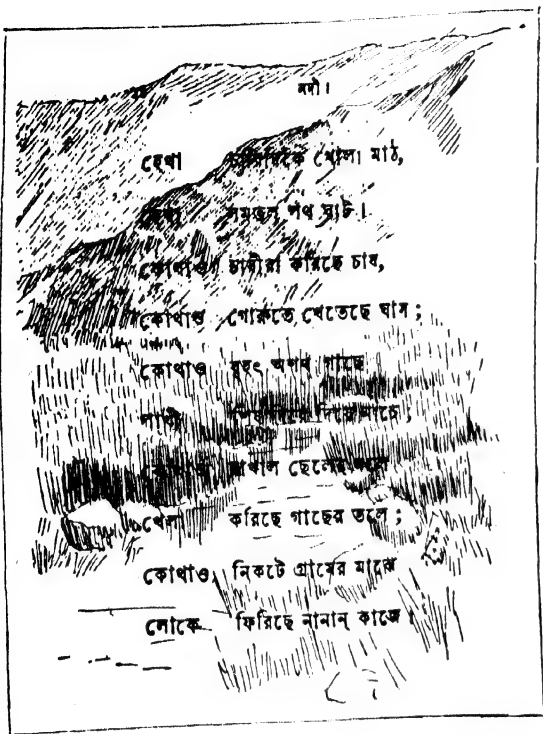 নদী।
হেথা চারিদিকে খোলা মাঠ,
হেথা সমতল পথ ঘাট।
কোথাও চাষীরা করিছে চাষ,
কোথাও গোরুতে খেতেছে ঘাস;
কোথাও বৃহৎ অশথ গাছে
পাখী শিষ দিয়ে দিয়ে নাচে;
কোথাও রাখাল ছেলের দলে
খেলা করিছে গাছের তলে;
কোথাও নিকটে গ্রামের মাঝে
লোকে ফিরিছে নানান্ কাজে।